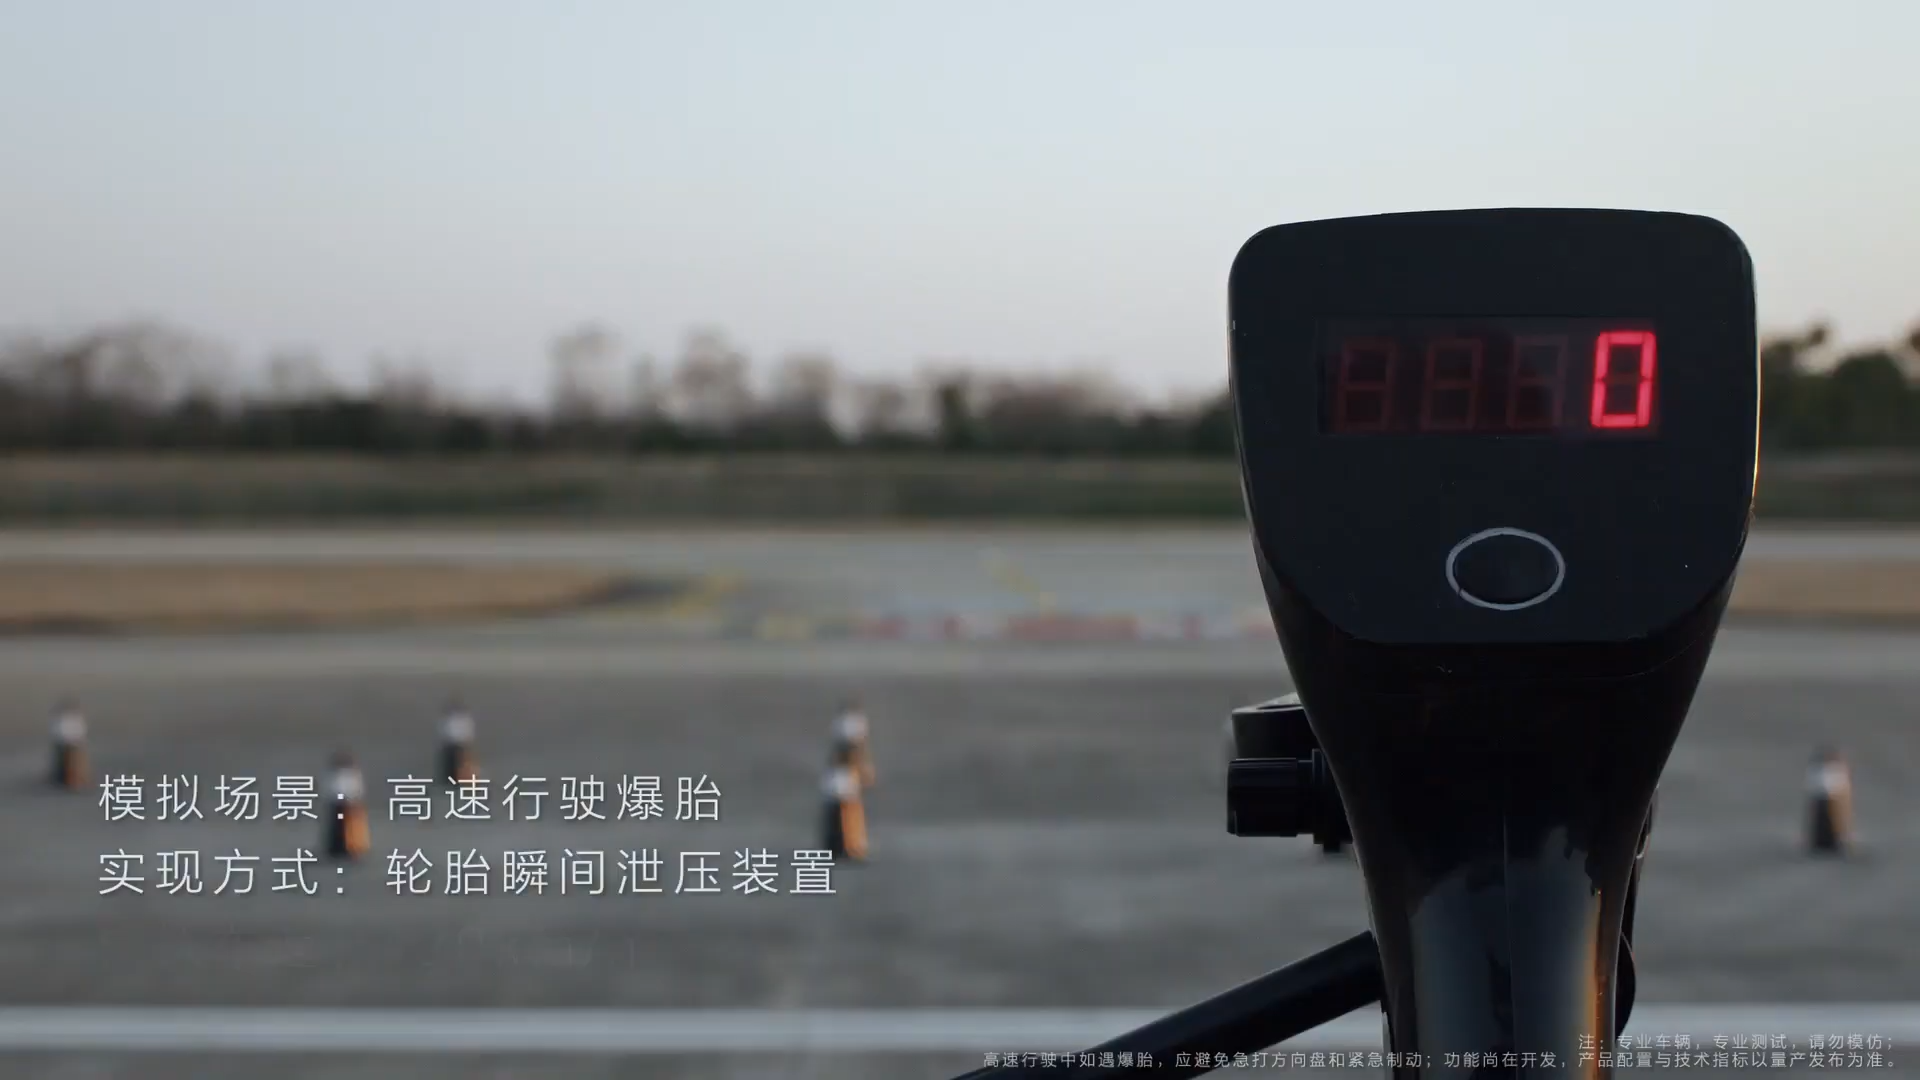 0
模拟场景：高速行驶爆胎
实现方式：轮胎瞬间泄压装置
注：专业车辆，专业测试，请勿模仿；
高速行驶中如遇爆胎，应避免急打方向盘和紧急制动；功能尚在开发，产品配置与技术指标以量产发布为准。